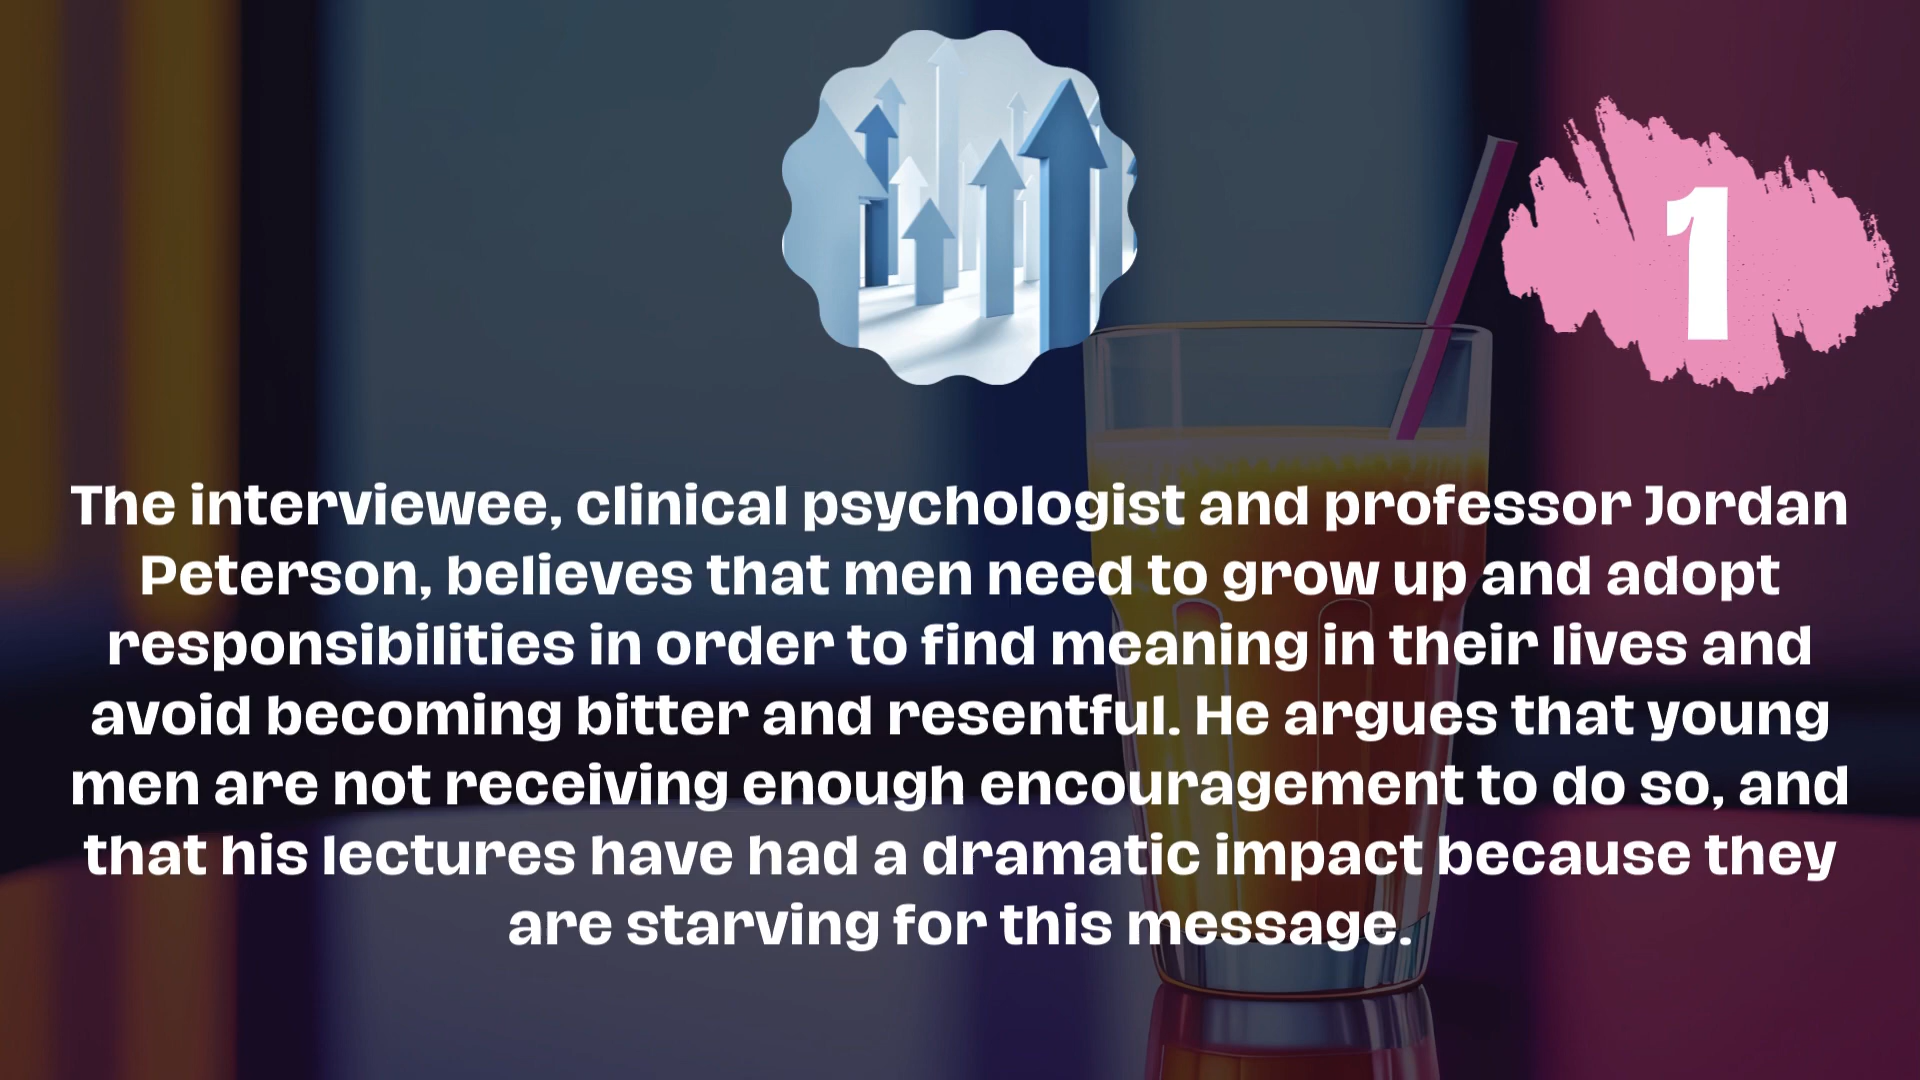 1
The interviewee, clinical psychologist and professor Jordan
Peterson, believes that men need to grow up and adopt
responsibilities in order to find meaning in their lives and
avoid becoming bitter and resentful. He argues that young
men are not receiving enough encouragement to do so, and
that his lectures have had a dramatic impact because they
are starving for this message.